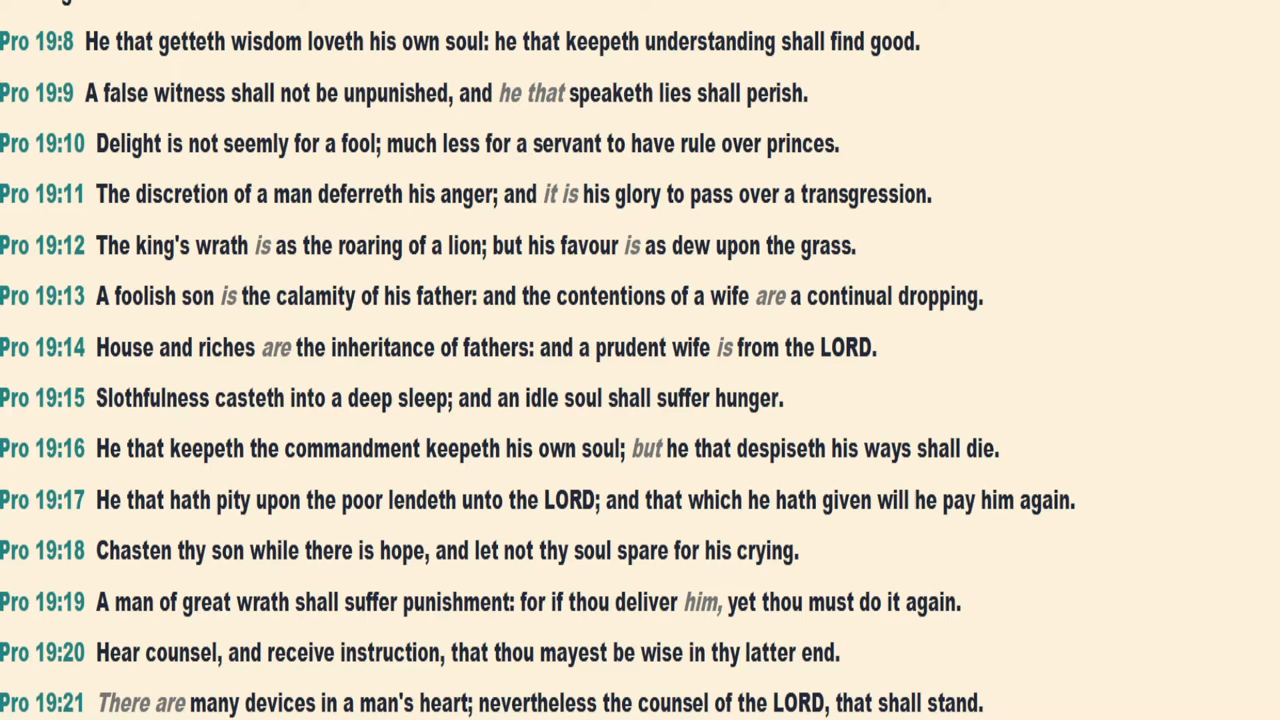 Pro 19:8 He that getteth wisdom loveth his own soul: he that keepeth understanding shall find good.
Pro 19:9 A false witness shall not be unpunished, and he that speaketh lies shall perish.
Pro 19:10 Delight is not seemly for a fool; much less for a servant to have rule over princes.
Pro 19:11 The discretion of a man deferreth his anger; and it is his glory to pass over a transgression.
Pro 19:12 The king's wrath is as the roaring of a lion; but his favour is as dew upon the grass.
Pro 19:13 A foolish son is the calamity of his father: and the contentions of a wife are a continual dropping.
Pro 19:14 House and riches are the inheritance of fathers: and a prudent wife is from the LORD.
Pro 19:15 Slothfulness casteth into a deep sleep; and an idle soul shall suffer hunger.
Pro 19:16 He that keepeth the commandment keepeth his own soul; but he that despiseth his ways shall die.
Pro 19:17 He that hath pity upon the poor lendeth unto the LORD; and that which he hath given will he pay him again.
Pro 19:18 Chasten thy son while there is hope, and let not thy soul spare for his crying.
Pro 19:19 A man of great wrath shall suffer punishment: for if thou deliver him, yet thou must do it again.
Pro 19:20 Hear counsel, and receive instruction, that thou mayest be wise in thy latter end.
Pro 19:21 There are many devices in a man's heart; nevertheless the counsel of the LORD, that shall stand.